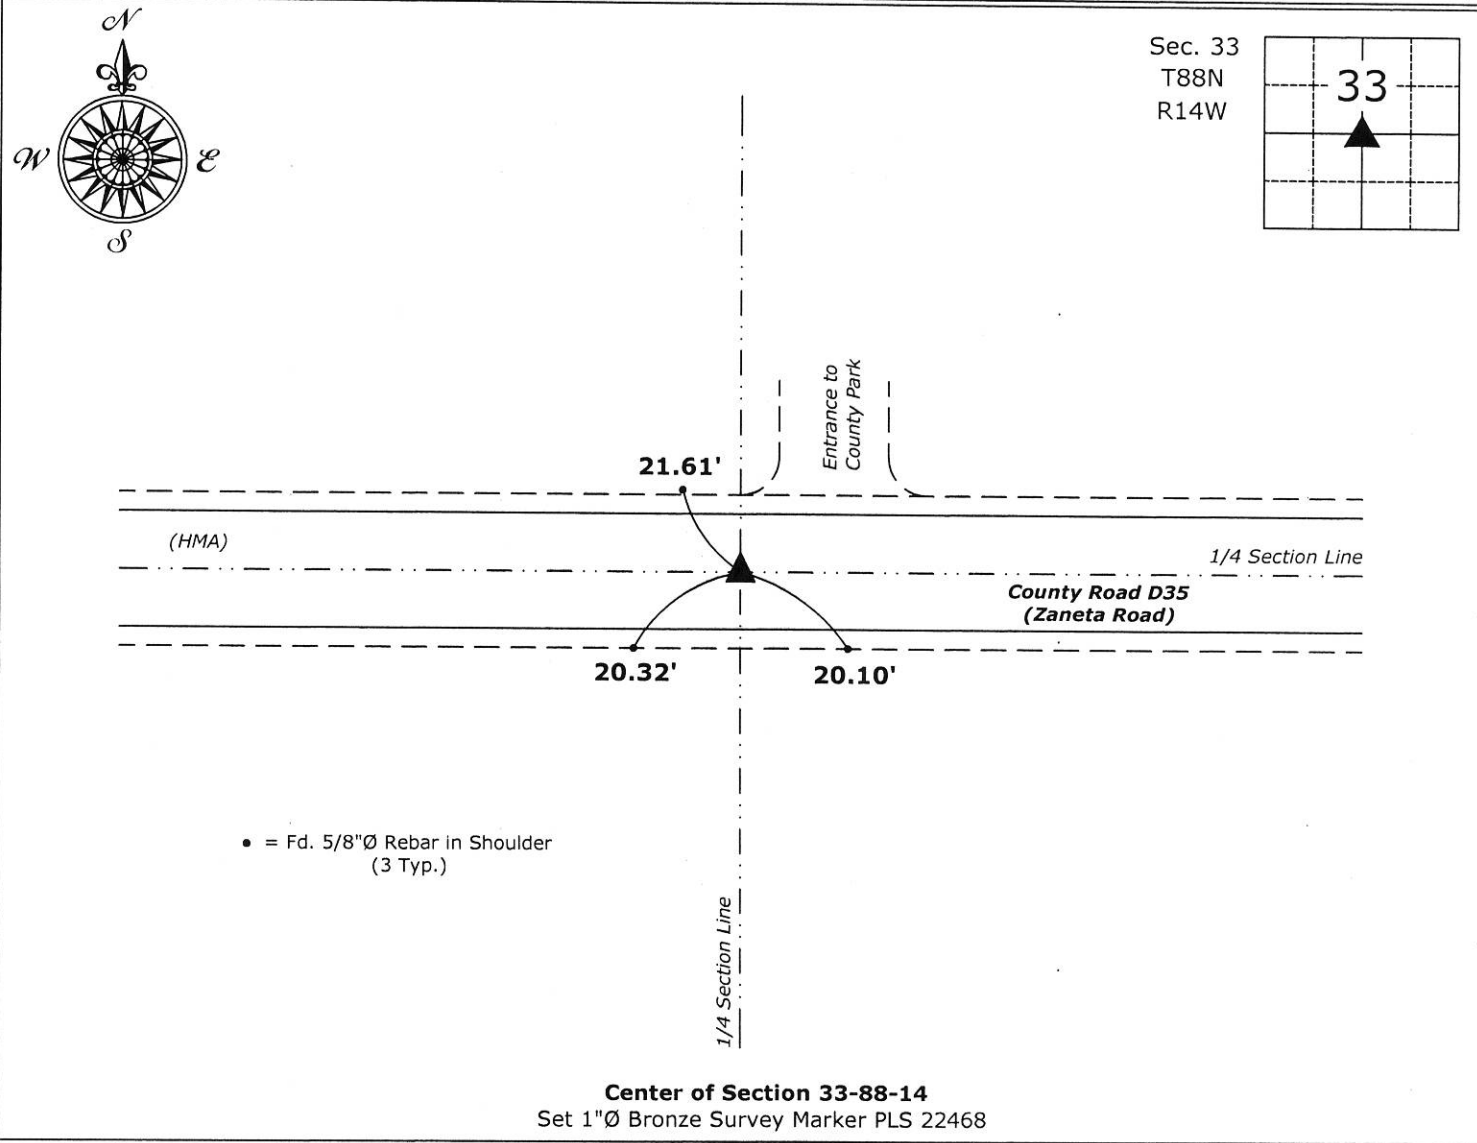 N
W
E
S
Sec. 33
T88N
R14W
33
Entrance to
County Park
21.61'
(HMA)
1/4 Section Line
County Road D35
(Zaneta Road)
20.32'
20.10'
• = Fd. 5/8"Ø Rebar in Shoulder
(3 Typ.)
1/4 Section Line
Center of Section 33-88-14
Set 1"Ø Bronze Survey Marker PLS 22468